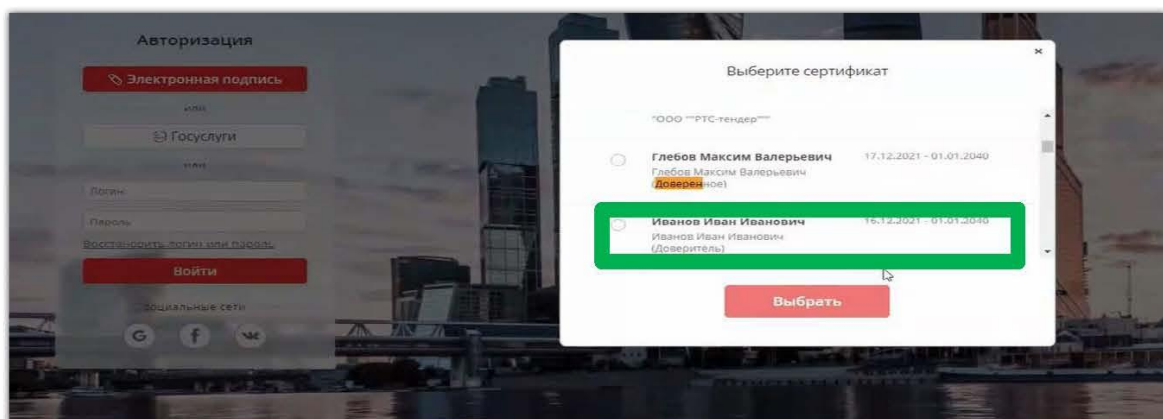 Авторизация
Электронная подпись
или
Госуслуги
или
Логин
Пароль
Восстановить логин или пароль
Войти
Социальные сети
G f
×
Выберите сертификат
"ООО ""РТС-тендер"""
Глебов Максим Валерьевич 17.12.2021 - 01.01.2040
Глебов Максим Валерьевич
(Доверенное)
Иванов Иван Иванович 16.12.2021 - 01.01.2040
Иванов Иван Иванович
(Доверитель)
Выбрать